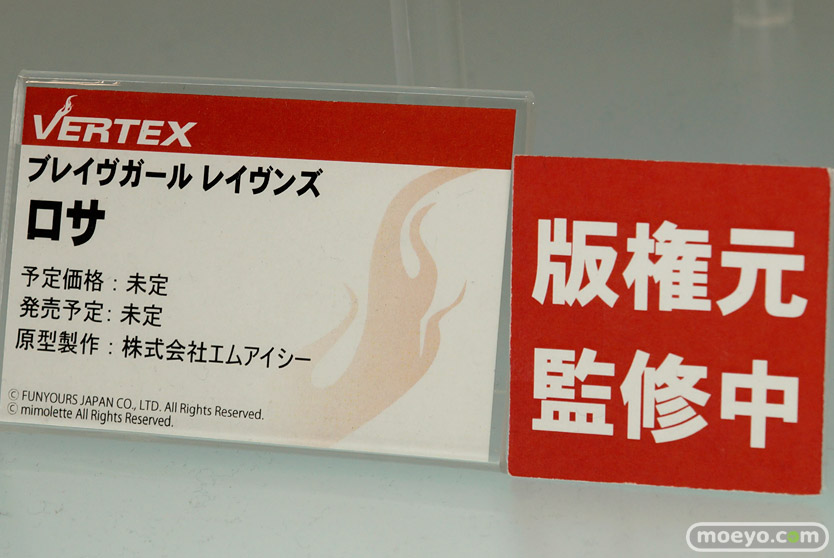 VERTEX
ブレイヴガール レイヴンズ
ロサ
予定価格：未定
発売予定：未定
原型製作：株式会社エムアイシー
© FUNYOURS JAPAN CO., LTD. All Rights Reserved.
© mimolette All Rights Reserved.
版権元
監修中
moeyo.com